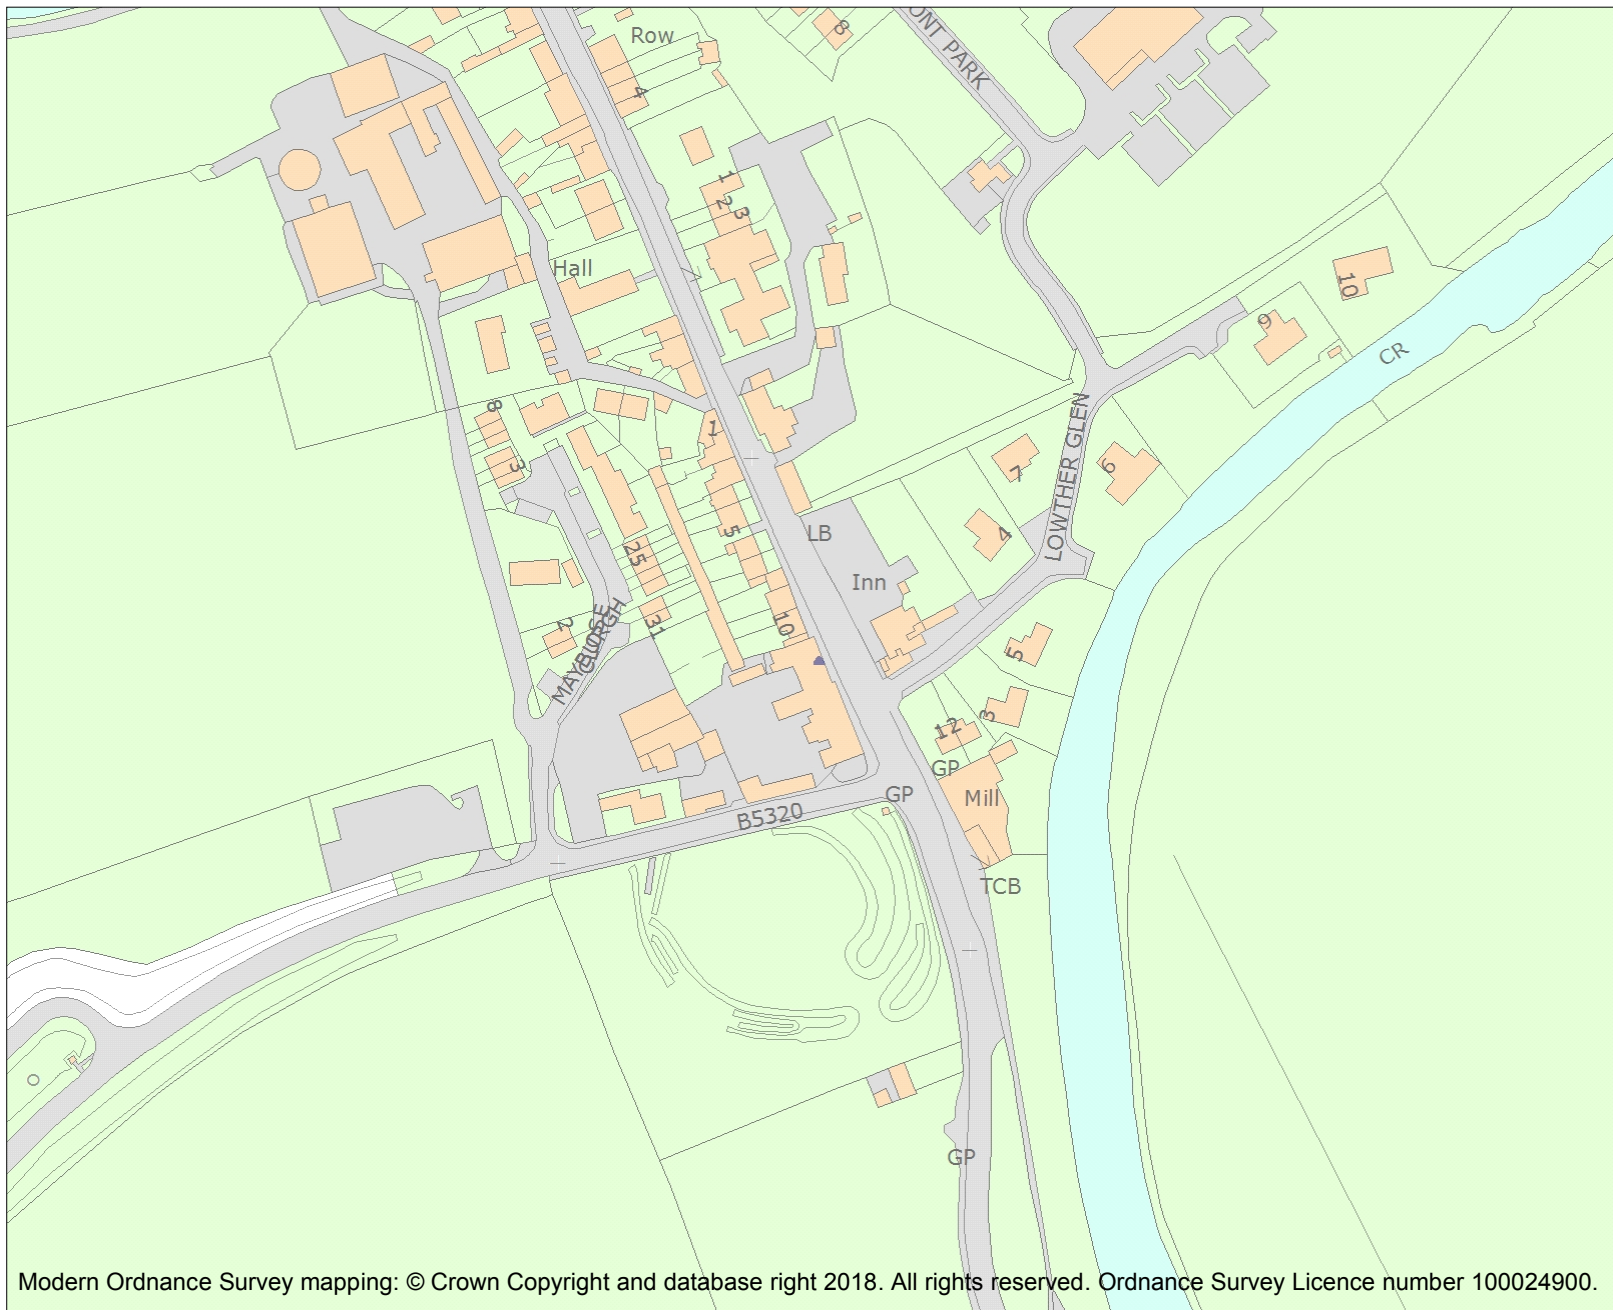 Row
8
ONT PARK
4
1
2
3
Hall
10
9
CR
LOWTHER GLEN
8
3
1
7
6
5
4
LB
25
Inn
2
31
10
MAYBURGH
CLOSE
5
3
12
GP
Mill
GP
B5320
TCB
GP
Modern Ordnance Survey mapping: © Crown Copyright and database right 2018. All rights reserved. Ordnance Survey Licence number 100024900.